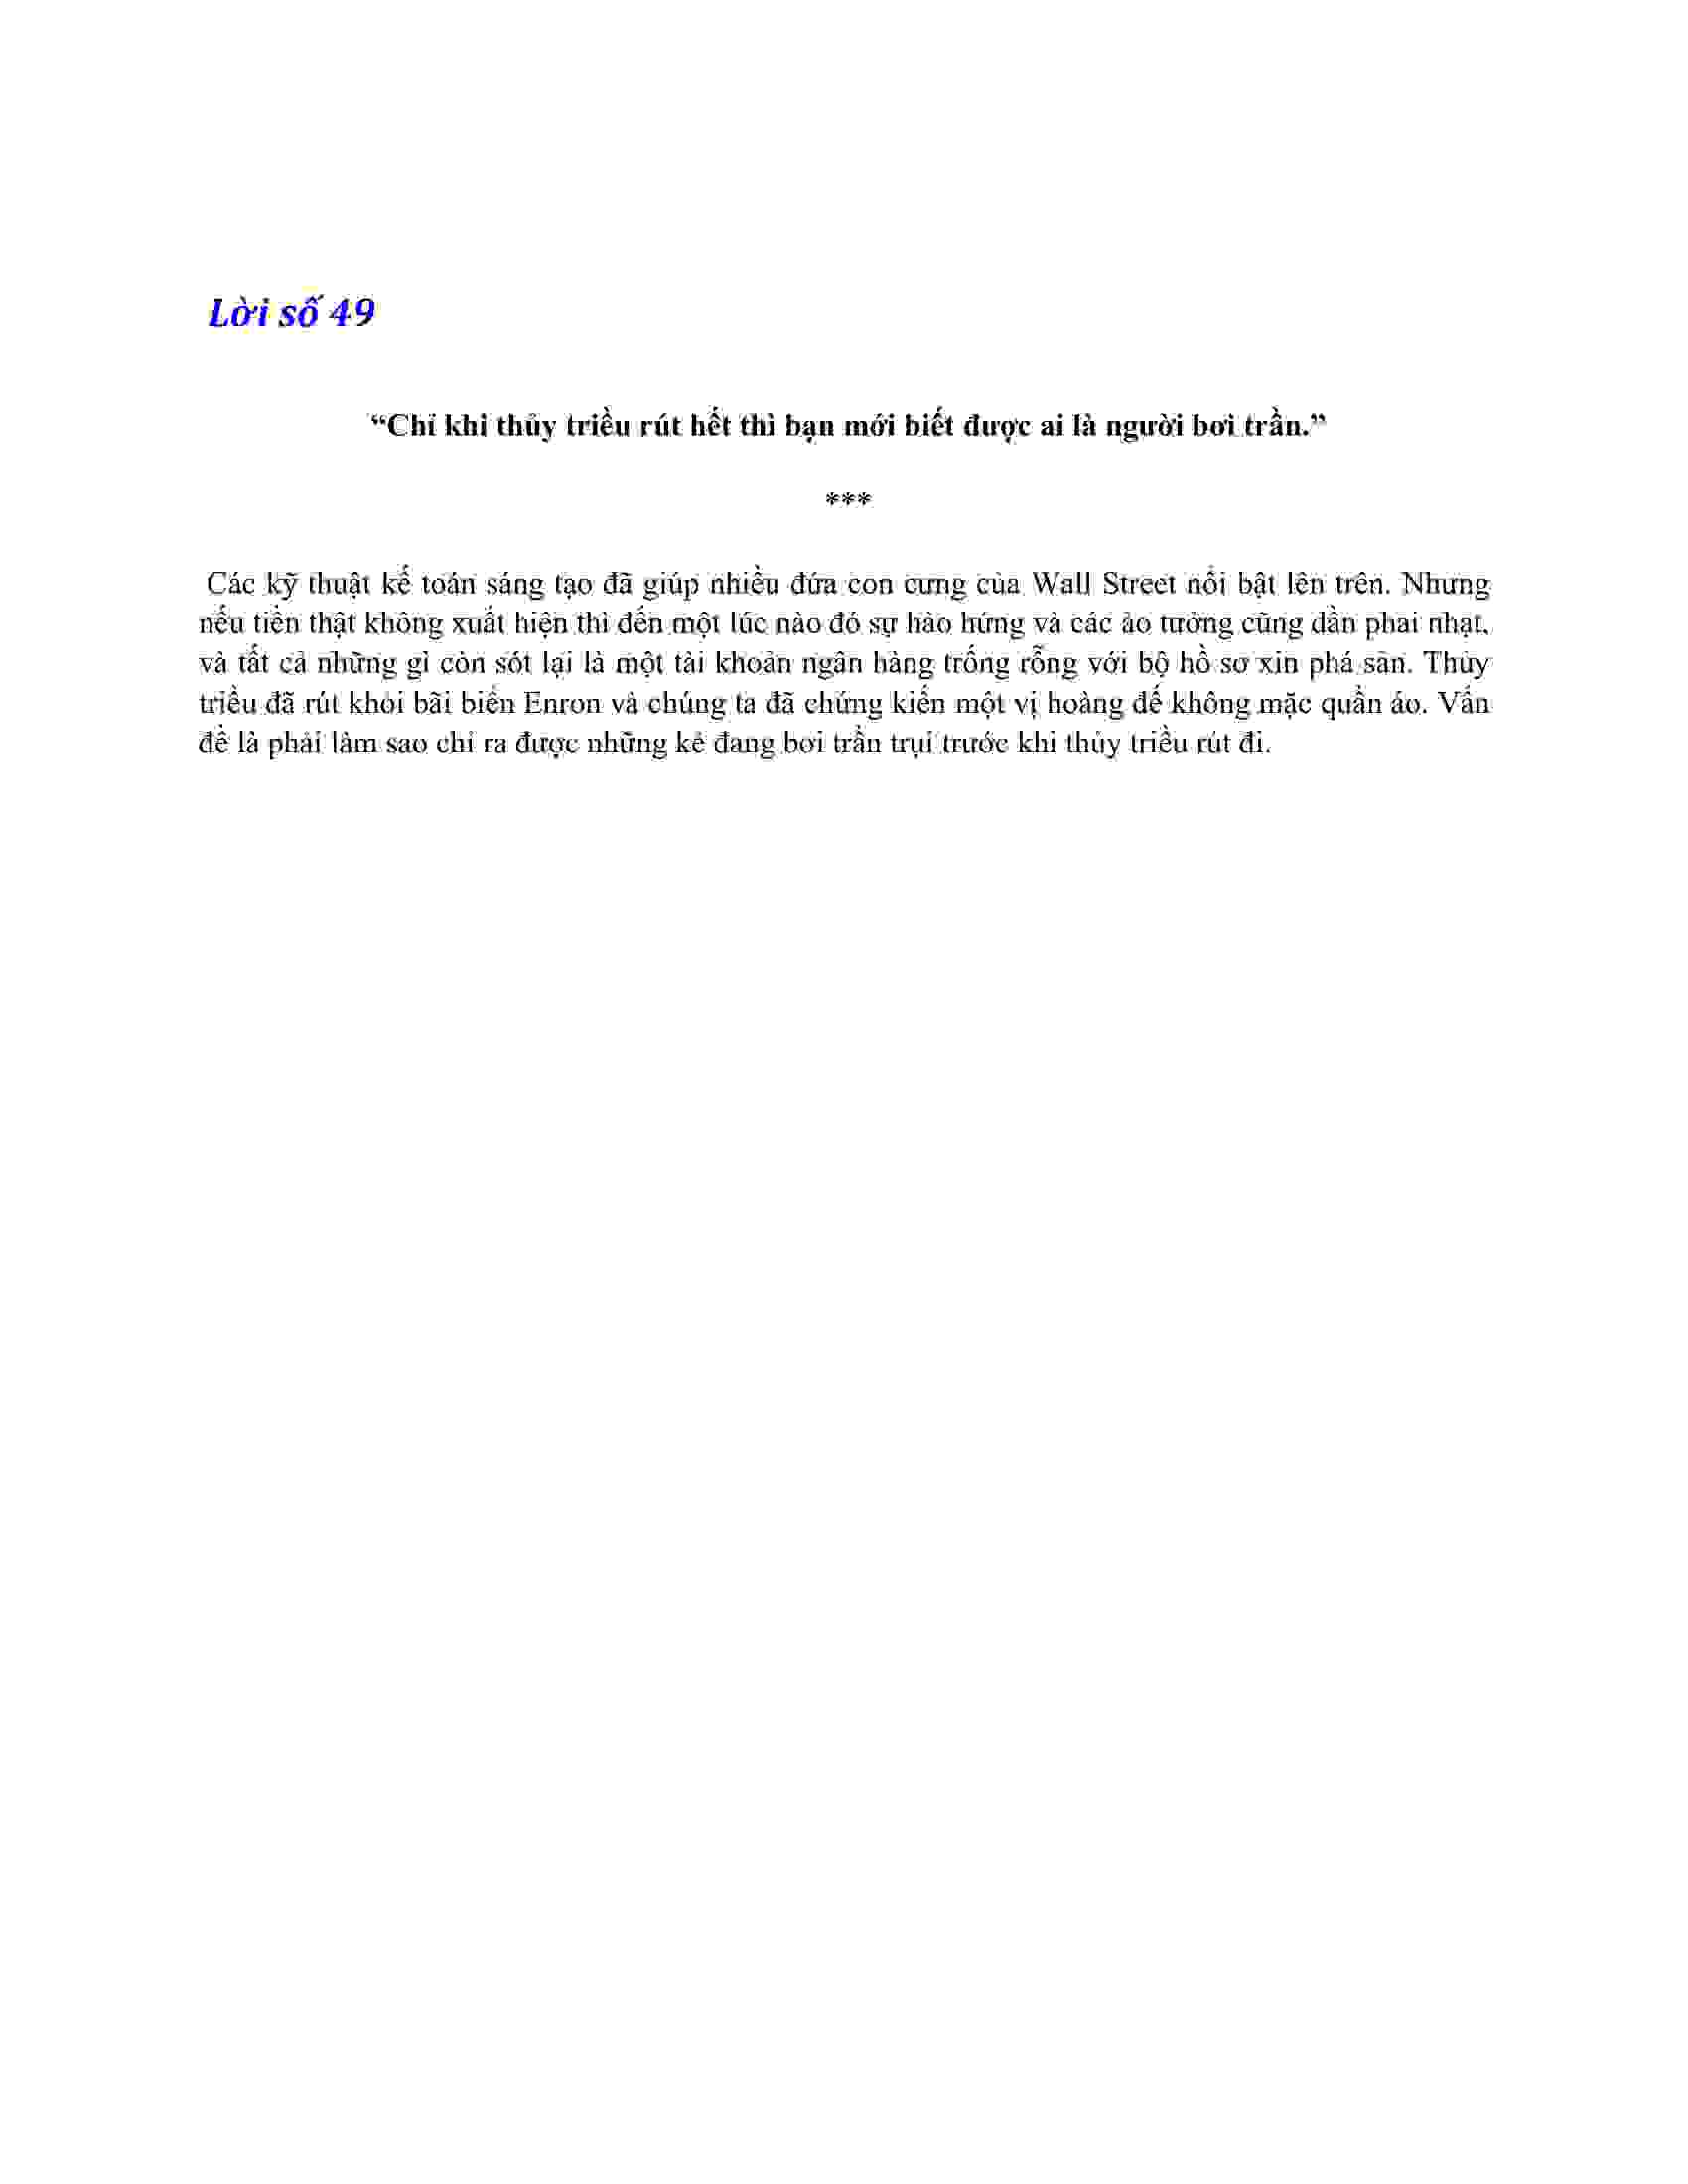 Lời số 49
“Chỉ khi thủy triều rút hết thì bạn mới biết được ai là người bơi trần.”
***
Các kỹ thuật kế toán sáng tạo đã giúp nhiều đứa con cưng của Wall Street nổi bật lên trên. Nhưng
nếu tiền thật không xuất hiện thì đến một lúc nào đó sự hào hứng và các ảo tưởng cũng dần phai nhạt,
và tất cả những gì còn sót lại là một tài khoản ngân hàng trống rỗng với bộ hồ sơ xin phá sản. Thủy
triều đã rút khỏi bãi biển Enron và chúng ta đã chứng kiến một vị hoàng đế không mặc quần áo. Vấn
đề là phải làm sao chỉ ra được những kẻ đang bơi trần trụi trước khi thủy triều rút đi.